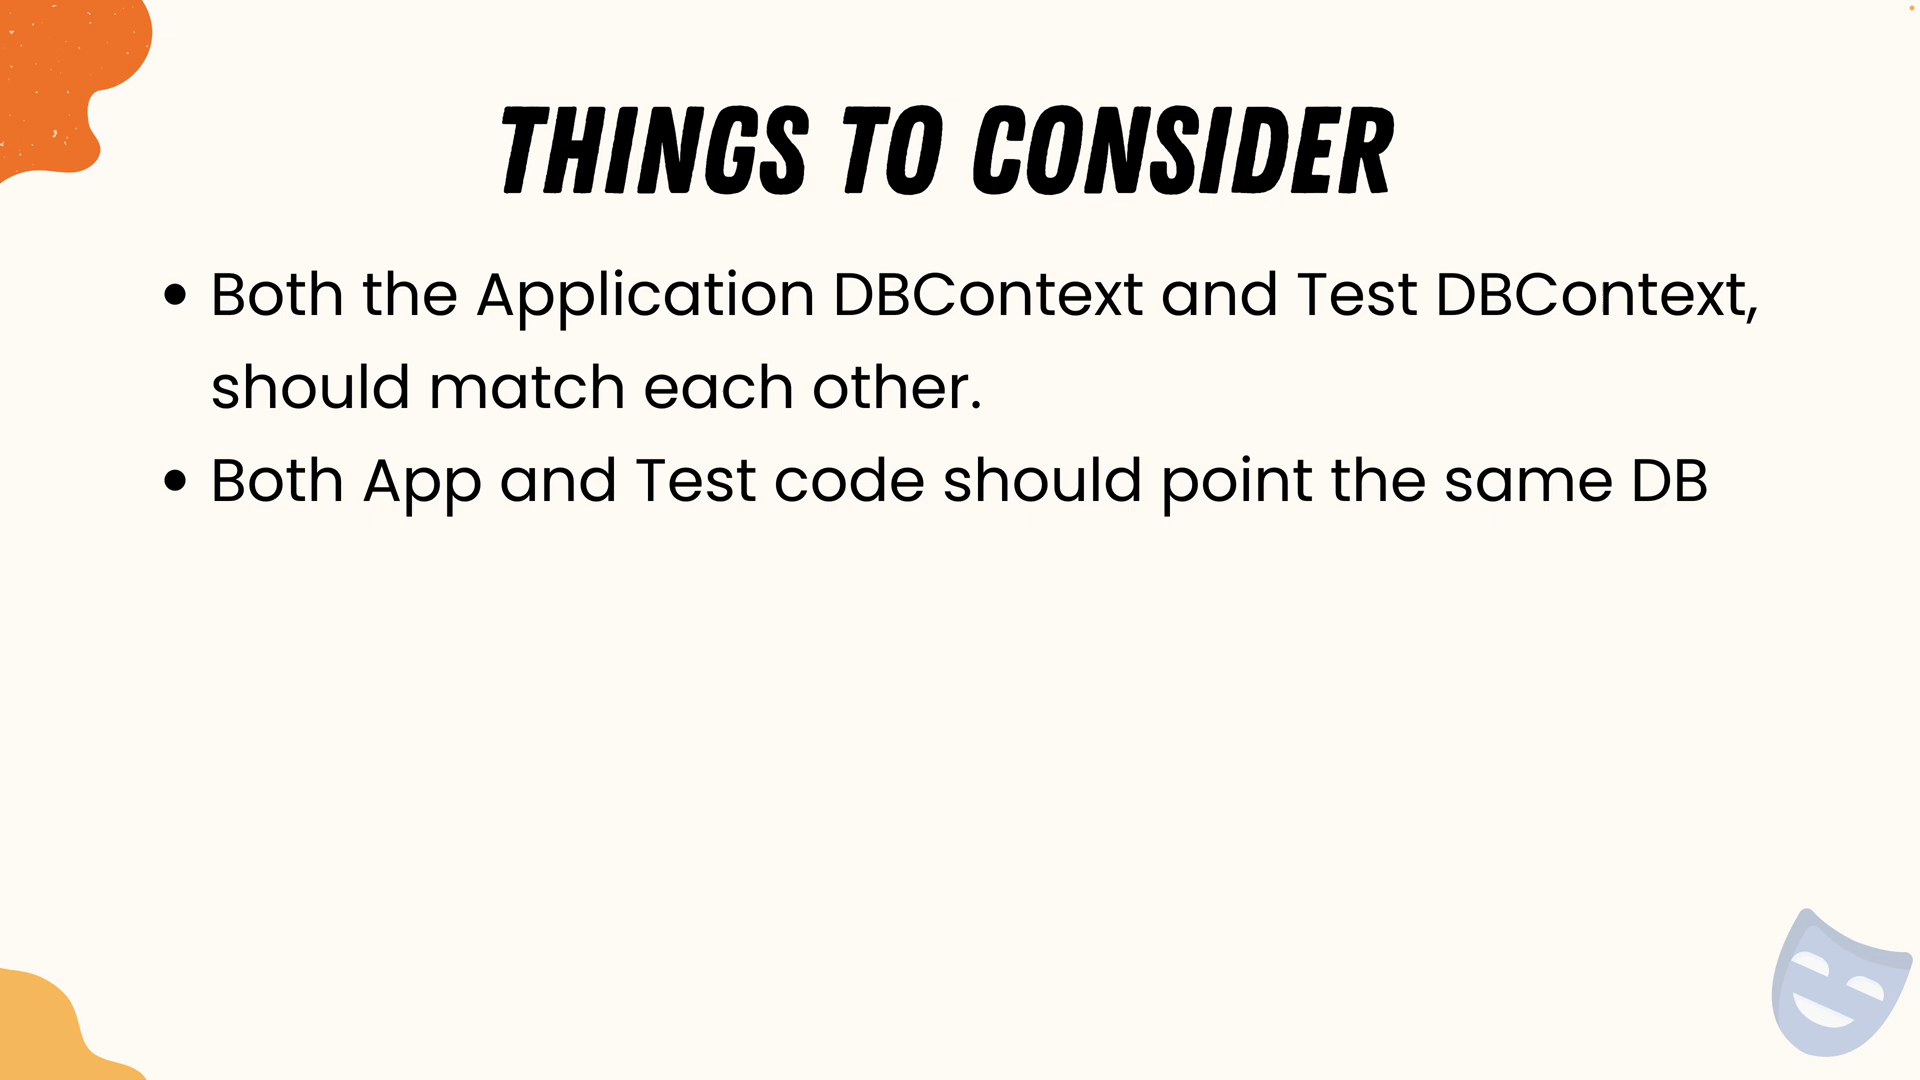 THINGS TO CONSIDER
• Both the Application DBContext and Test DBContext,
should match each other.
• Both App and Test code should point the same DB